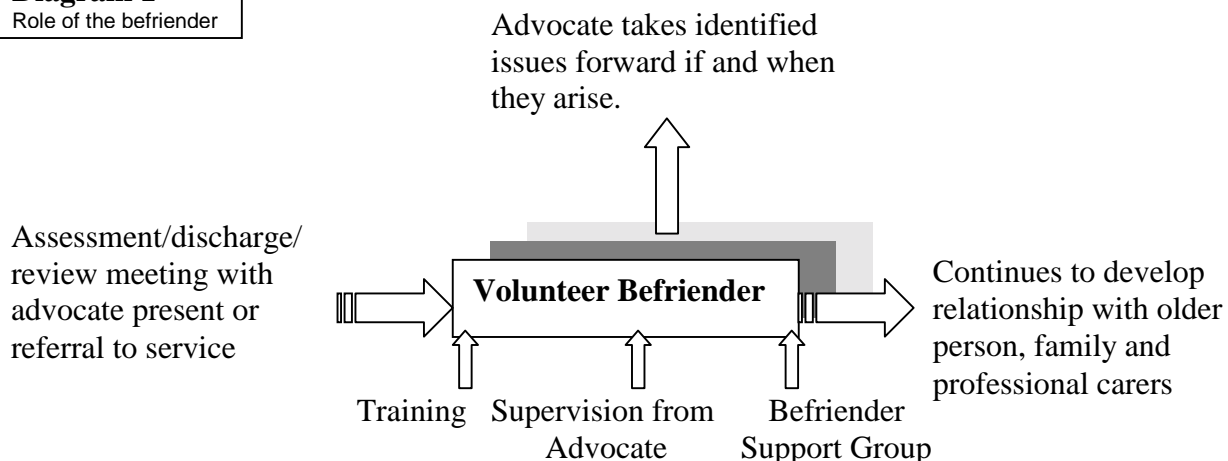 Role of the befriender
Advocate takes identified
issues forward if and when
they arise.
Assessment/discharge/
review meeting with
advocate present or
referral to service
Volunteer Befriender
Continues to develop
relationship with older
person, family and
professional carers
Training
Supervision from
Advocate
Befriender
Support Group